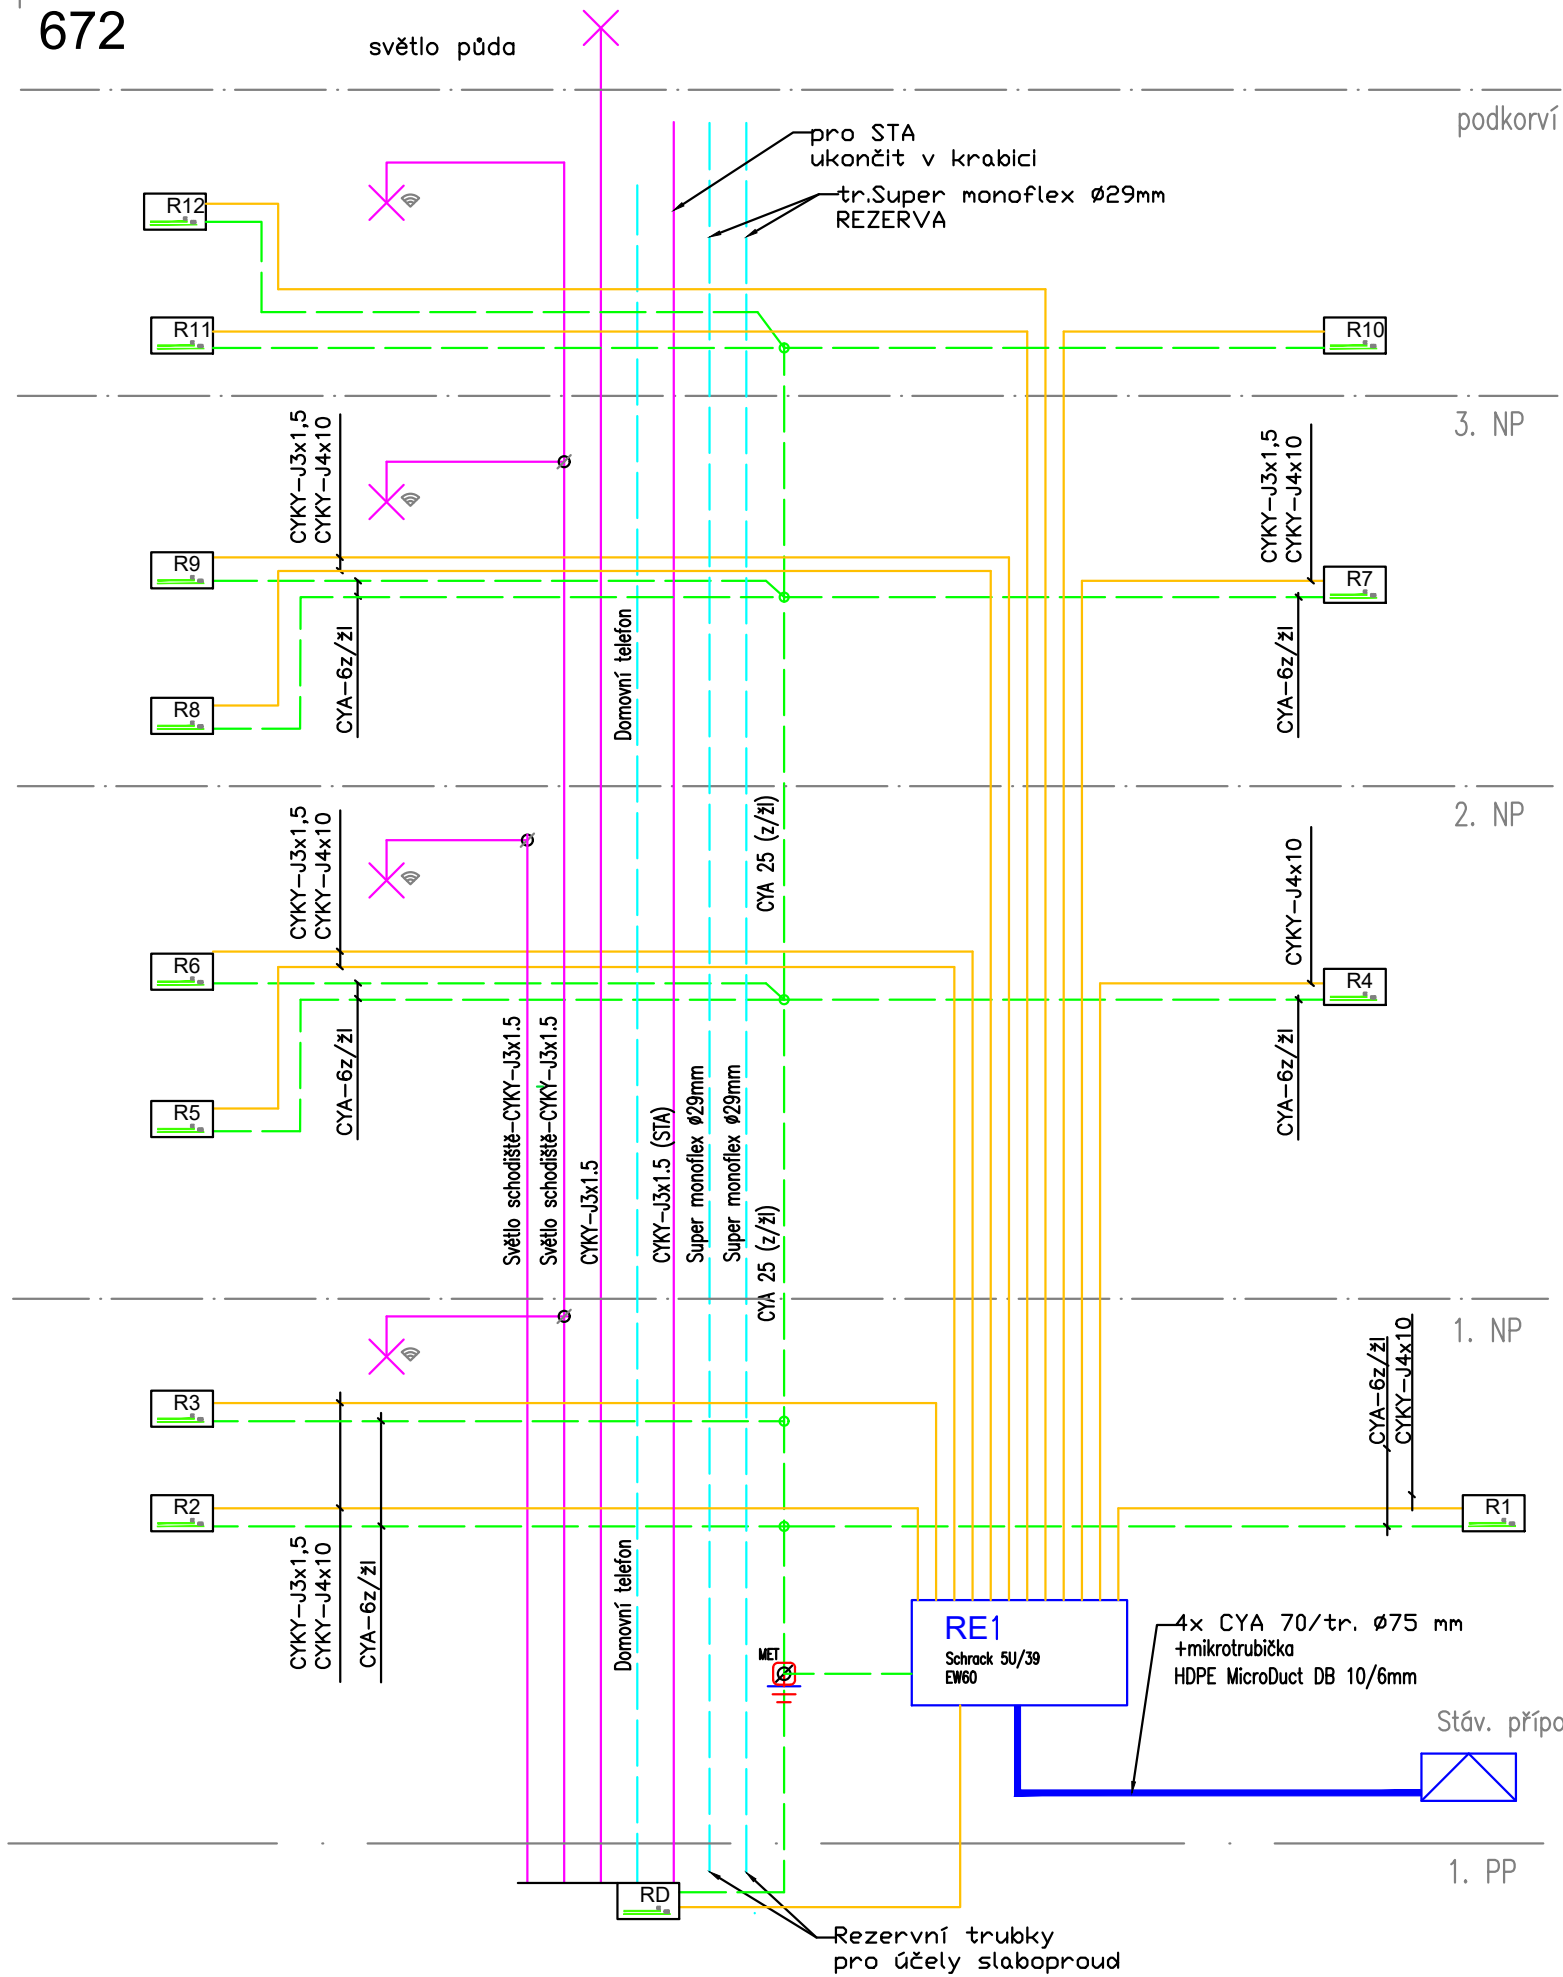 672
světlo půda
podkorví
pro STA
ukončit v krabici
tr.Super monoflex Ø29mm
REZERVA
R12
R11
R10
3. NP
CYKY-J3x1,5
CYKY-J4x10
CYKY-J3x1,5
CYKY-J4x10
R9
R7
CYA-6z/žl
Domovní telefon
CYA-6z/žl
R8
2. NP
CYKY-J3x1,5
CYKY-J4x10
CYA 25 (z/žl)
CYKY-J4x10
R6
R4
CYA-6z/žl
CYA-6z/žl
R5
Světlo schodiště-CYKY-J3x1.5
Světlo schodiště-CYKY-J3x1.5
CYKY-J3x1.5
CYKY-J3x1.5 (STA)
Super monoflex Ø29mm
Super monoflex Ø29mm
CYA 25 (z/žl)
1. NP
CYA-6z/žl
CYKY-J4x10
R3
R2
R1
CYKY-J3x1,5
CYKY-J4x10
CYA-6z/žl
Domovní telefon
RE1
Schrack 5U/39
EW60
MET
4x CYA 70/tr. Ø75 mm
+mikrotrubička
HDPE MicroDuct DB 10/6mm
Stáv. přípo
1. PP
RD
Rezervní trubky
pro účely slaboproud